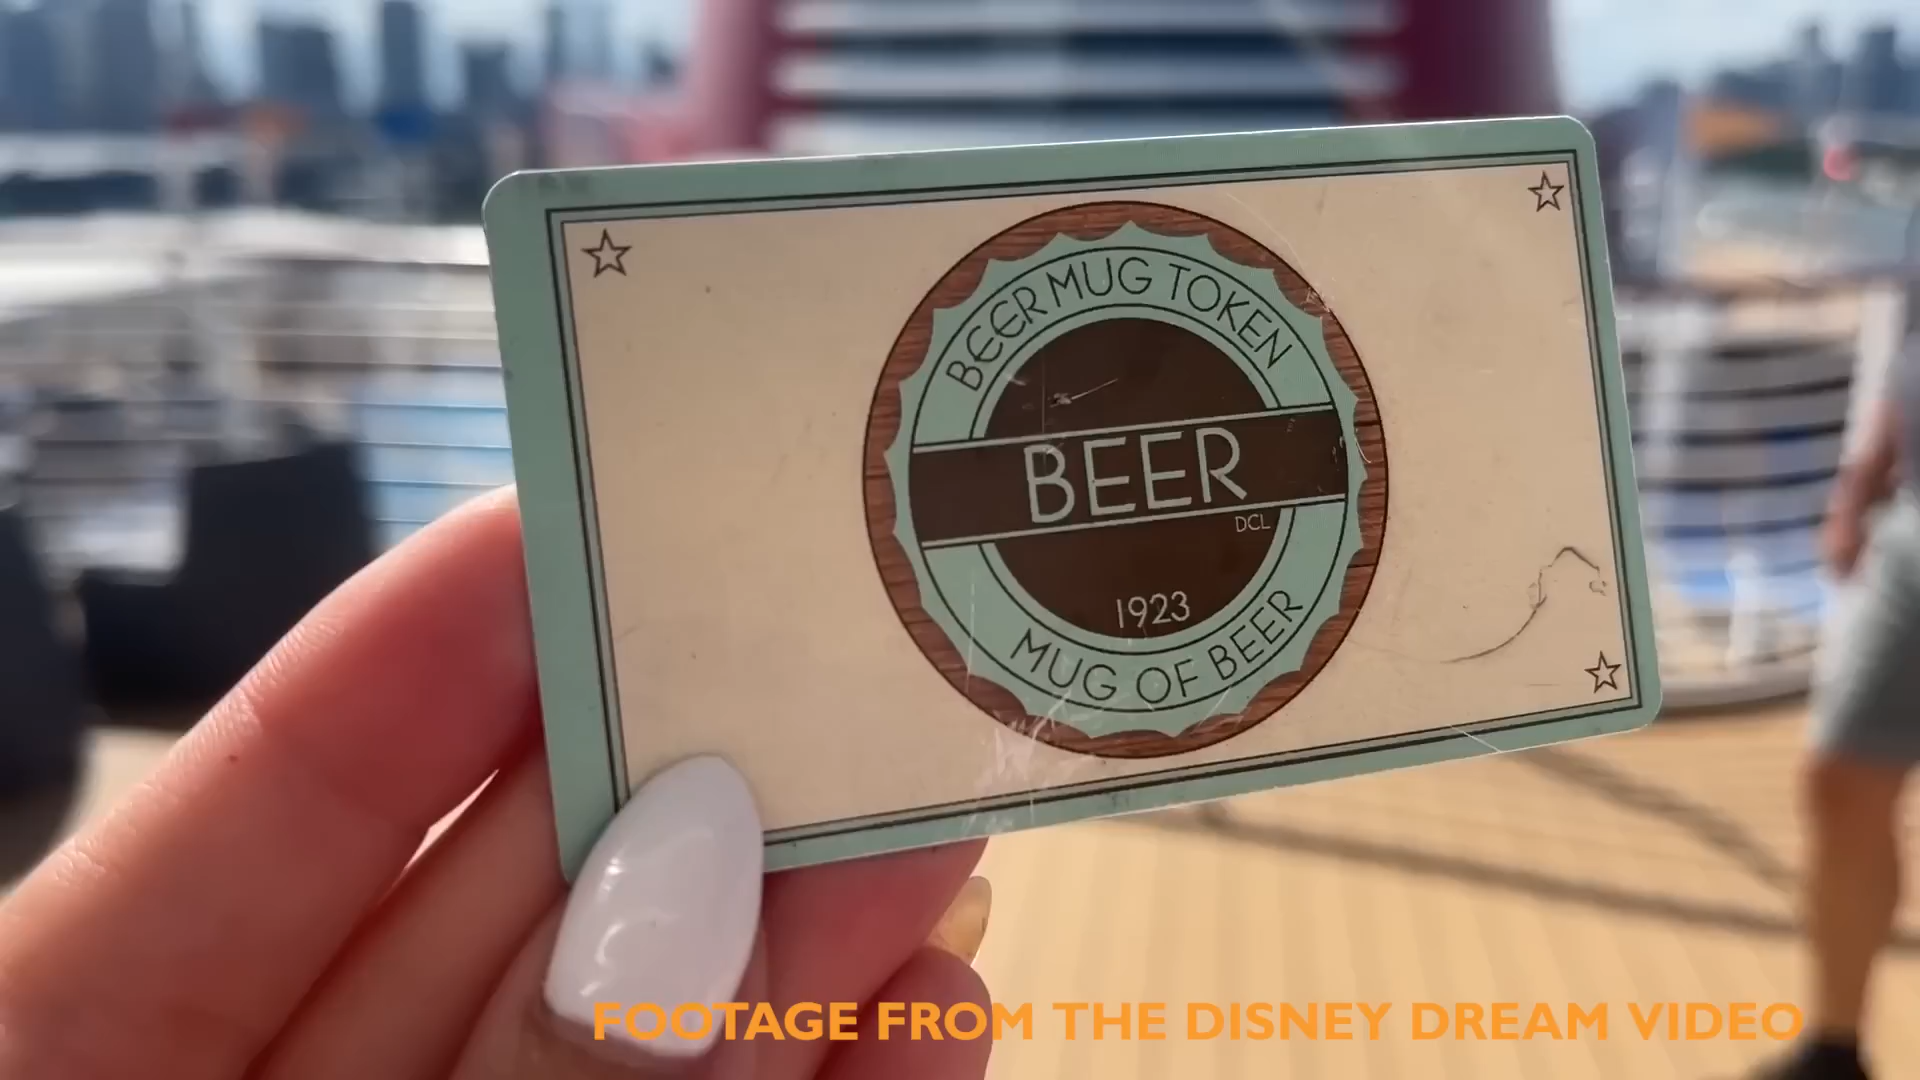 BEER MUG TOKEN
BEER
DCL
1923
MUG OF BEER
FOOTAGE FROM THE DISNEY DREAM VIDEO